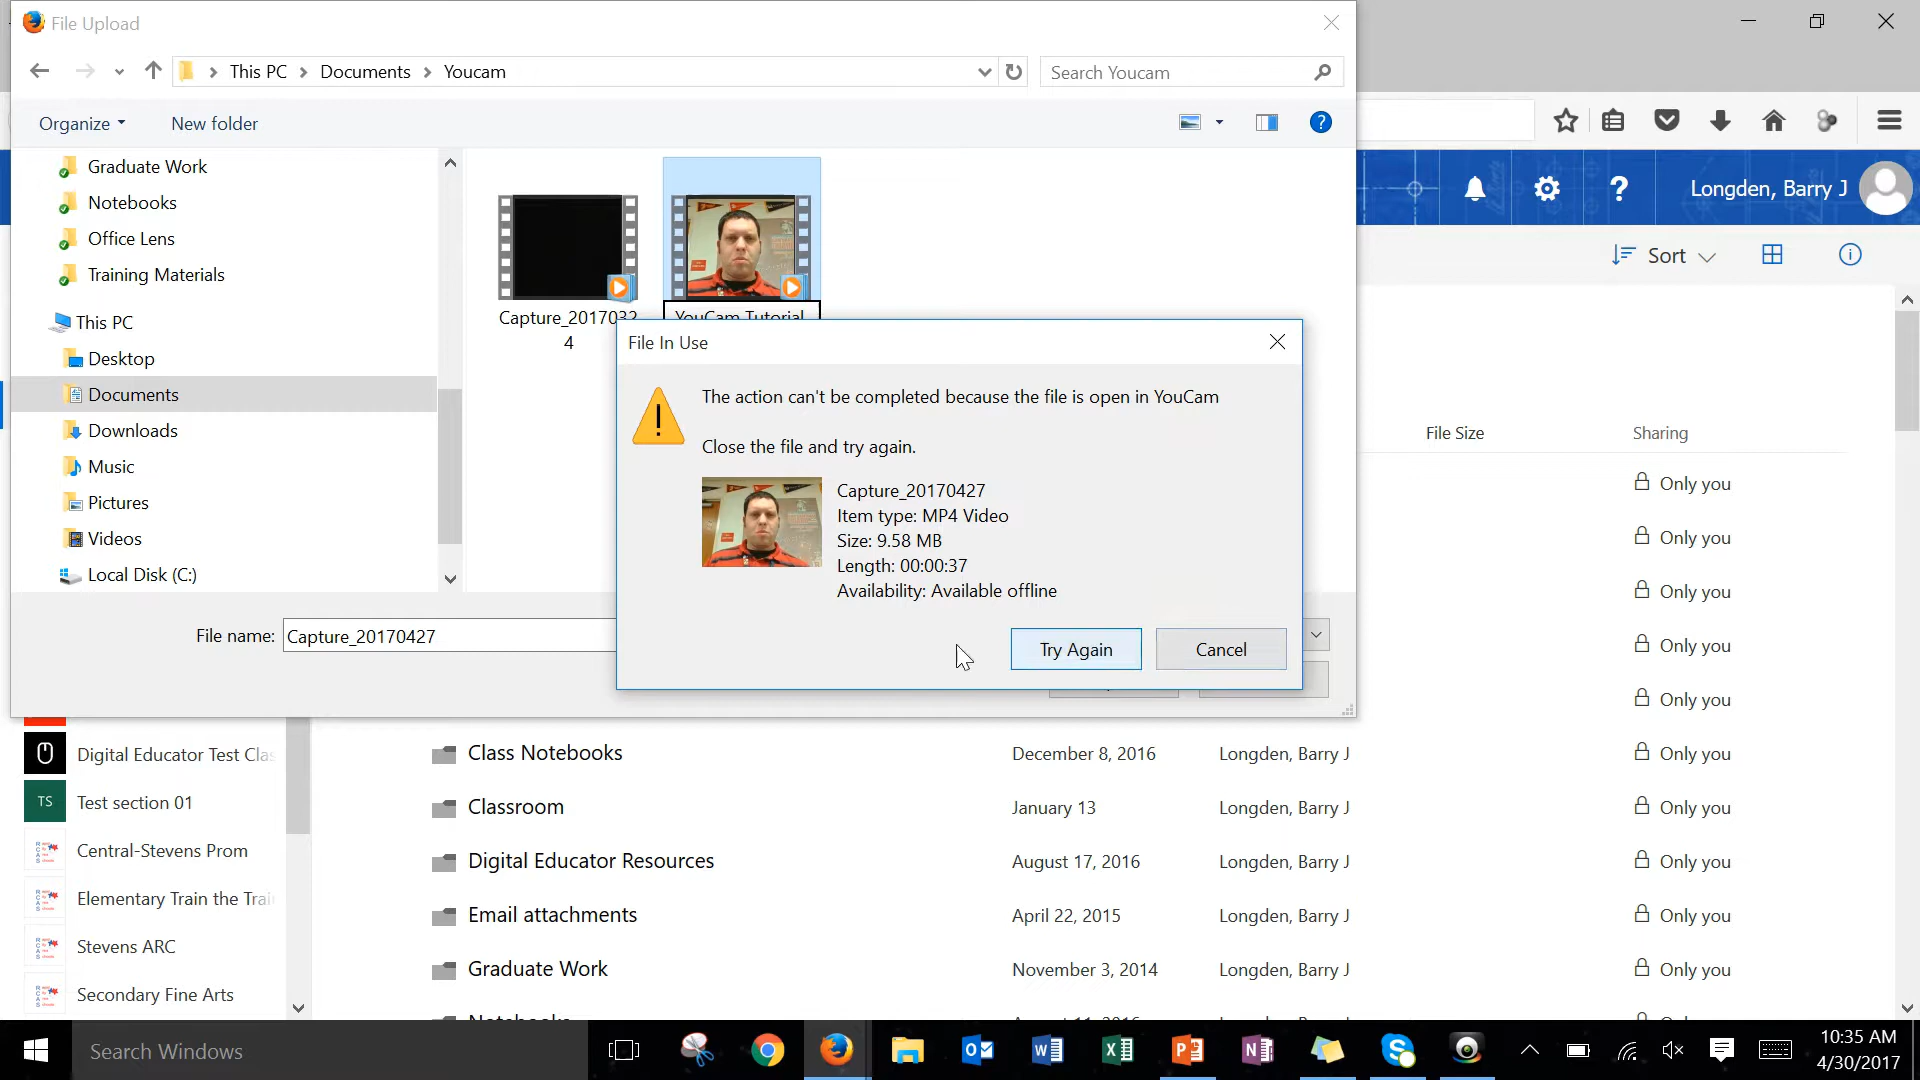 File Upload
This PC > Documents > Youcam
Search Youcam
Organize
New folder
Graduate Work
Notebooks
Office Lens
Training Materials
This PC
Desktop
Documents
Downloads
Music
Pictures
Videos
Local Disk (C:)
Capture_2017032
4
YouCam Tutorial
File name:
Capture_20170427
File In Use
The action can't be completed because the file is open in YouCam
Close the file and try again.
Capture_20170427
Item type: MP4 Video
Size: 9.58 MB
Length: 00:00:37
Availability: Available offline
Try Again
Cancel
Longden, Barry J
Sort
File Size
Sharing
Only you
Only you
Only you
Only you
Only you
Digital Educator Test Clas
TS
Test section 01
Central-Stevens Prom
Elementary Train the Trai
Stevens ARC
Secondary Fine Arts
Class Notebooks December 8, 2016 Longden, Barry J Only you
Classroom January 13 Longden, Barry J Only you
Digital Educator Resources August 17, 2016 Longden, Barry J Only you
Email attachments April 22, 2015 Longden, Barry J Only you
Graduate Work November 3, 2014 Longden, Barry J Only you
Search Windows
10:35 AM
4/30/2017